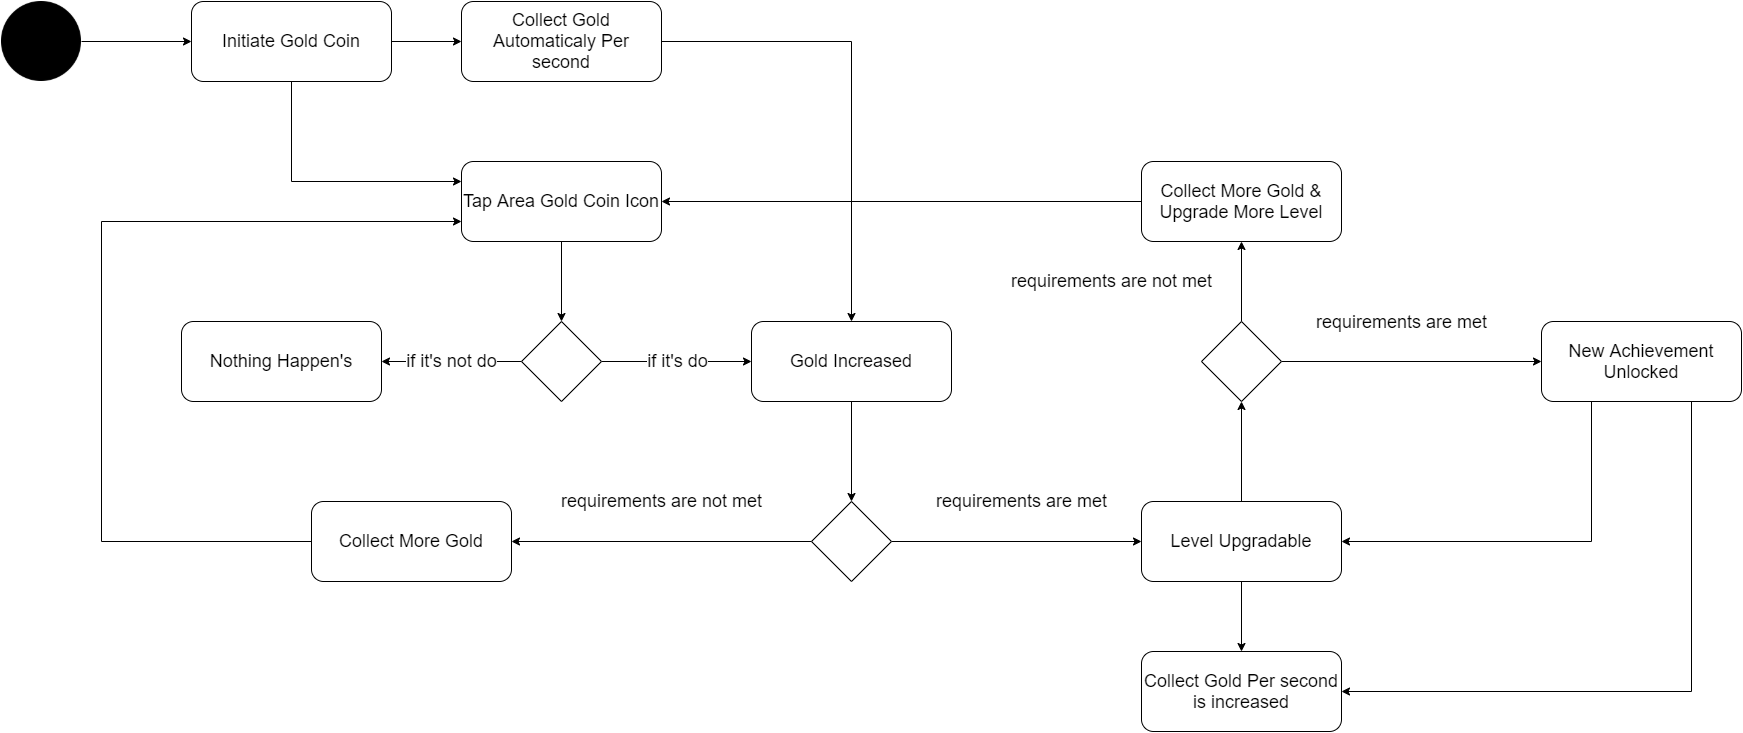 Initiate Gold Coin
Collect Gold
Automaticaly Per
second
Tap Area Gold Coin Icon
Collect More Gold &
Upgrade More Level
requirements are not met
requirements are met
Nothing Happen's
if it's not do
if it's do
Gold Increased
New Achievement
Unlocked
requirements are not met
requirements are met
Collect More Gold
Level Upgradable
Collect Gold Per second
is increased